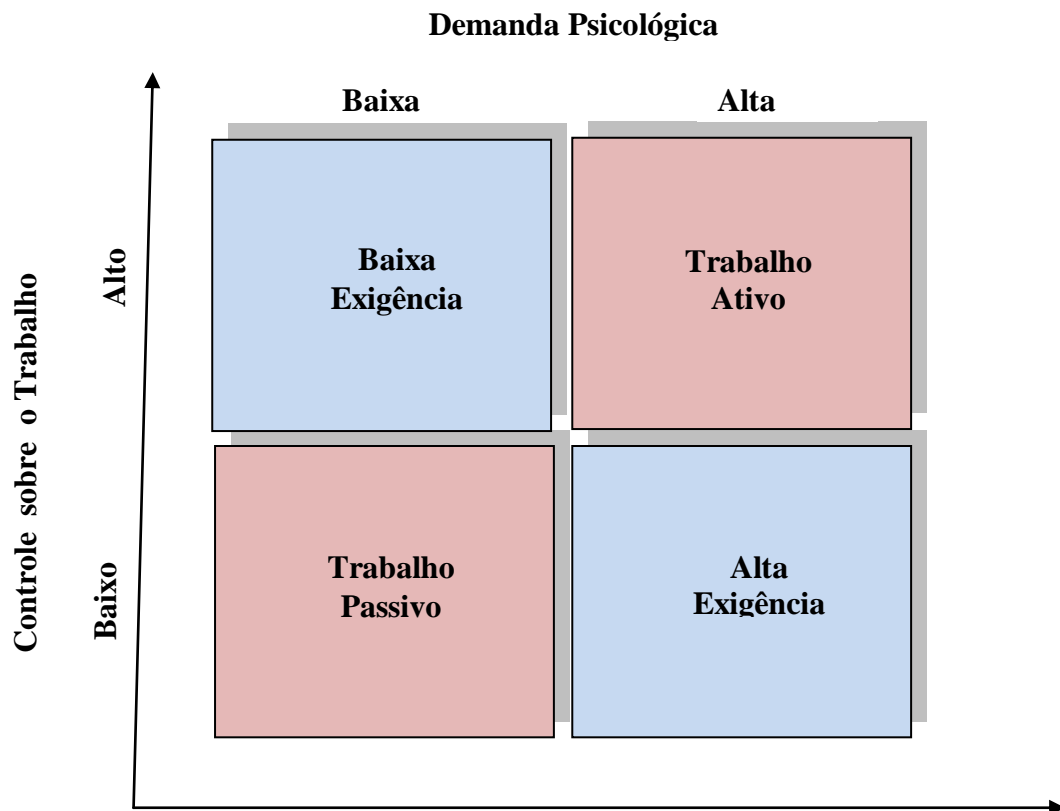 Demanda Psicológica
Baixa
Alta
Controle sobre o Trabalho
Alto
Baixo
Baixa
Exigência
Trabalho
Ativo
Trabalho
Passivo
Alta
Exigência